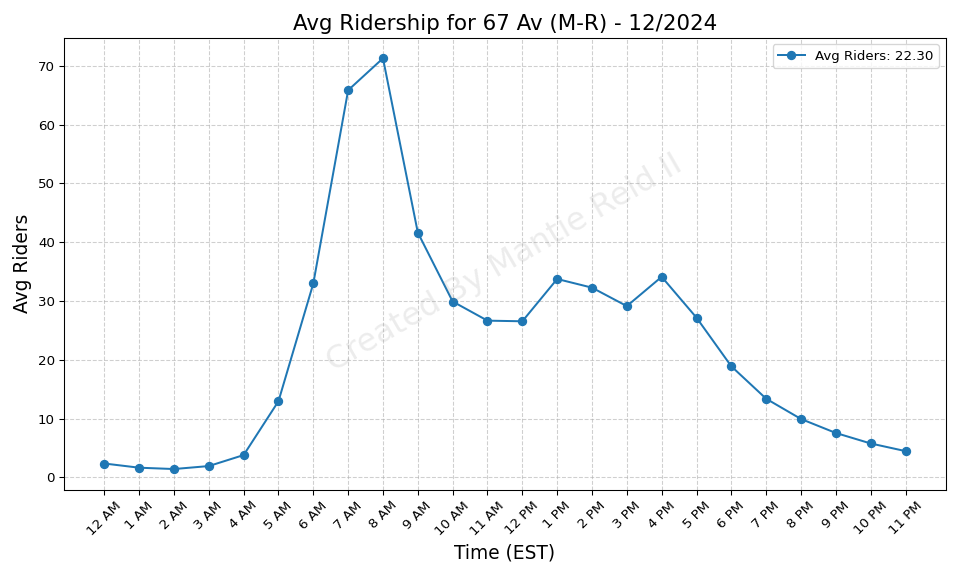 Avg Ridership for 67 Av (M-R) - 12/2024
Avg Riders: 22.30
Avg Riders
70
60
50
40
30
20
10
0
Created By Mantie Reid II
12 AM
1 AM
2 AM
3 AM
4 AM
5 AM
6 AM
7 AM
8 AM
9 AM
10 AM
11 AM
12 PM
1 PM
2 PM
3 PM
4 PM
5 PM
6 PM
7 PM
8 PM
9 PM
10 PM
11 PM
Time (EST)